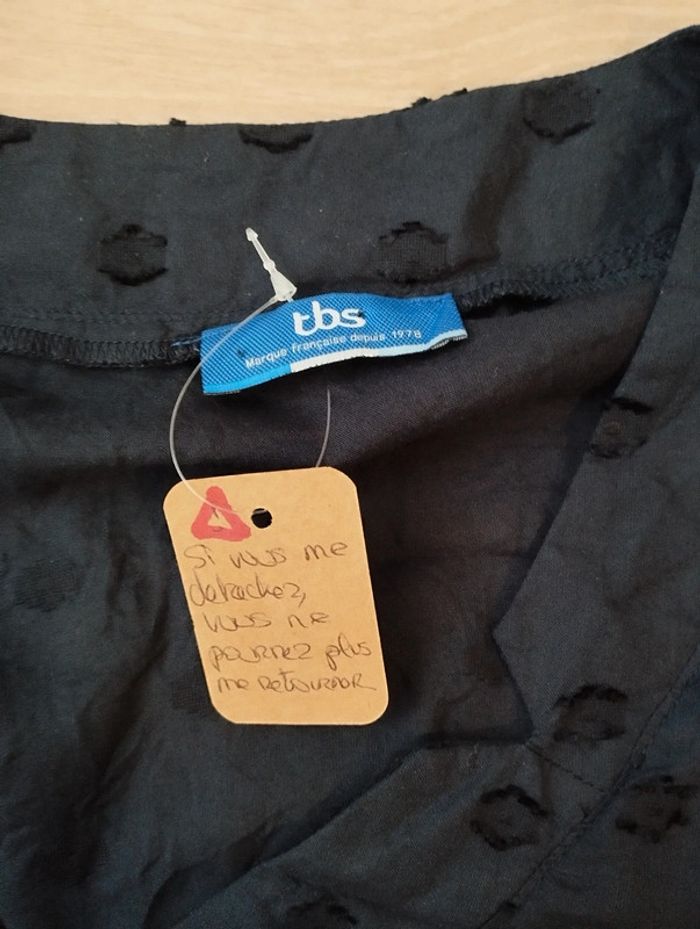 tbs
Marque française depuis 1978
Si vous me
detachez,
vous ne
pourrez plus
me retourner